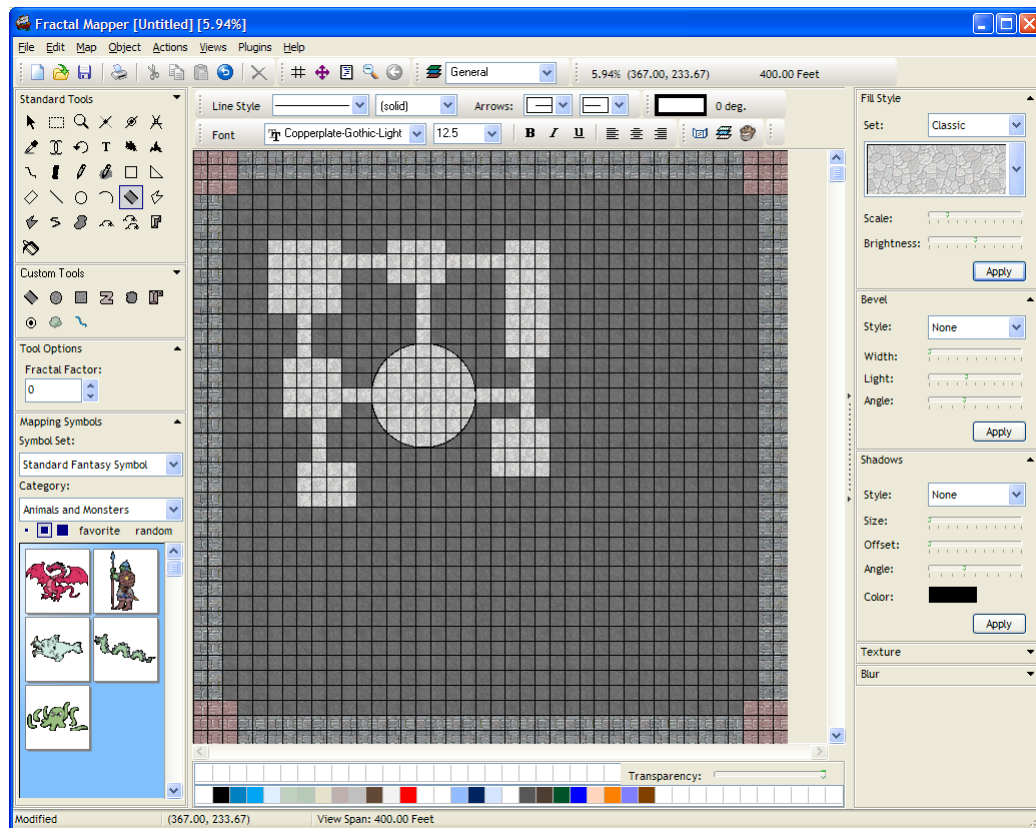 Fractal Mapper [Untitled] [5.94%]
File Edit Map Object Actions Views Plugins Help
General
5.94% (367.00, 233.67) 400.00 Feet
Standard Tools
Custom Tools
Tool Options
Fractal Factor:
0
Mapping Symbols
Symbol Set:
Standard Fantasy Symbol
Category:
Animals and Monsters
favorite random
Line Style (solid) Arrows: 0 deg.
Font Copperplate-Gothic-Light 12.5 B I u
Fill Style
Set: Classic
Scale:
Brightness:
Apply
Bevel
Style: None
Width:
Light:
Angle:
Apply
Shadows
Style: None
Size:
Offset:
Angle:
Color:
Apply
Texture
Blur
Transparency:
Modified (367.00, 233.67) View Span: 400.00 Feet